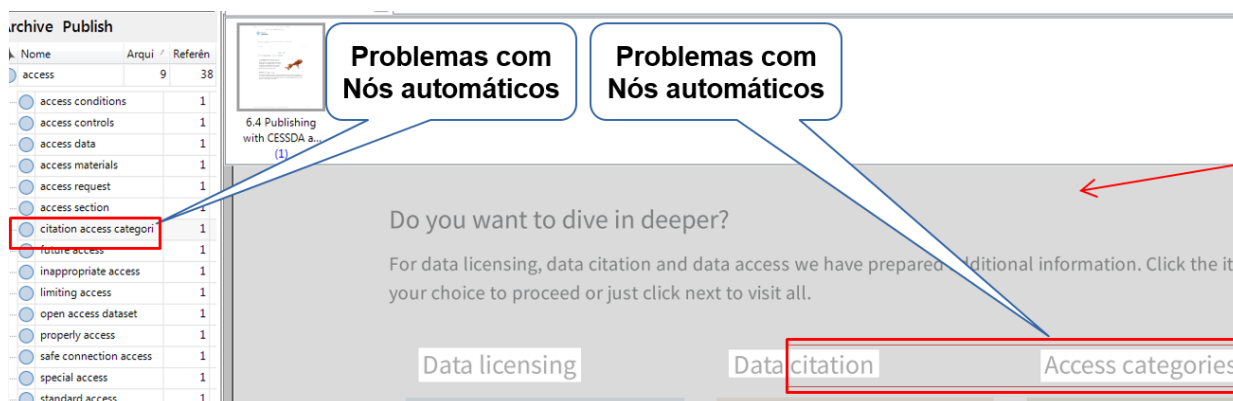 rchive Publish
Nome Arqui Referên
access 9 38
access conditions 1
access controls 1
access data 1
access materials 1
access request 1
access section 1
citation access categori 1
future access 1
inappropriate access 1
limiting access 1
open access dataset 1
properly access 1
safe connection access 1
special access 1
standard access 1
6.4 Publishing
with CESSDA a...
(1)
Problemas com
Nós automáticos
Problemas com
Nós automáticos
Do you want to dive in deeper?
For data licensing, data citation and data access we have prepared additional information. Click the it
your choice to proceed or just click next to visit all.
Data licensing Data citation Access categories